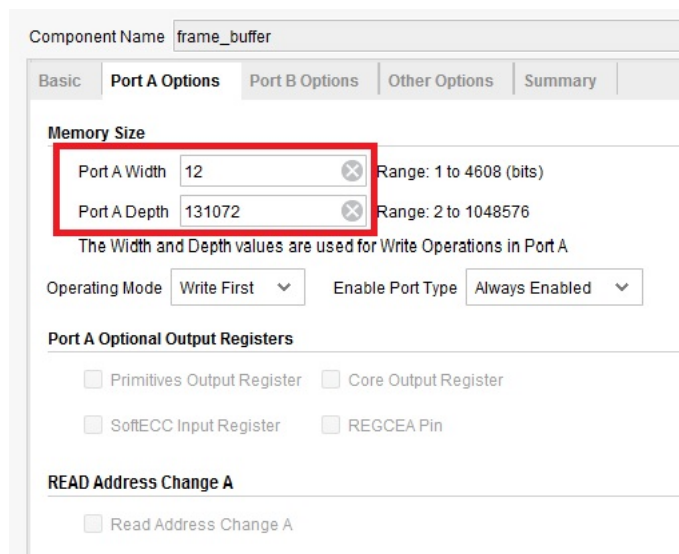 Component Name frame_buffer
Basic Port A Options Port B Options Other Options Summary
Memory Size
Port A Width 12 Range: 1 to 4608 (bits)
Port A Depth 131072 Range: 2 to 1048576
The Width and Depth values are used for Write Operations in Port A
Operating Mode Write First Enable Port Type Always Enabled
Port A Optional Output Registers
Primitives Output Register Core Output Register
SoftECC Input Register REGCEA Pin
READ Address Change A
Read Address Change A